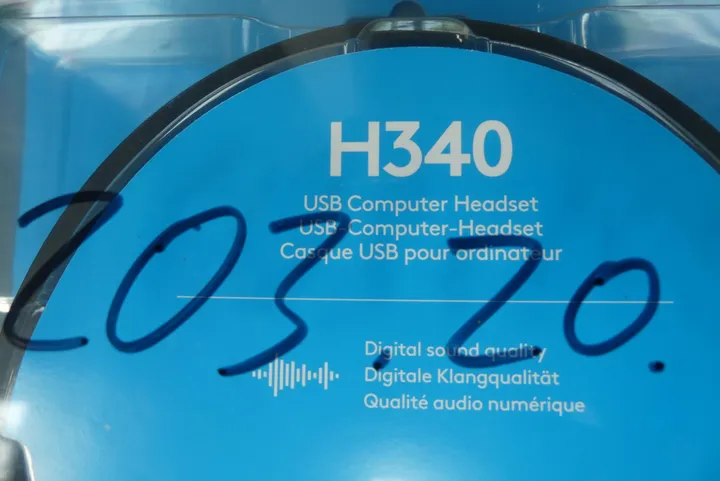 H340
USB Computer Headset
USB-Computer-Headset
Casque USB pour ordinateur
203.20.
Digital sound quality
Digitale Klangqualität
Qualité audio numérique